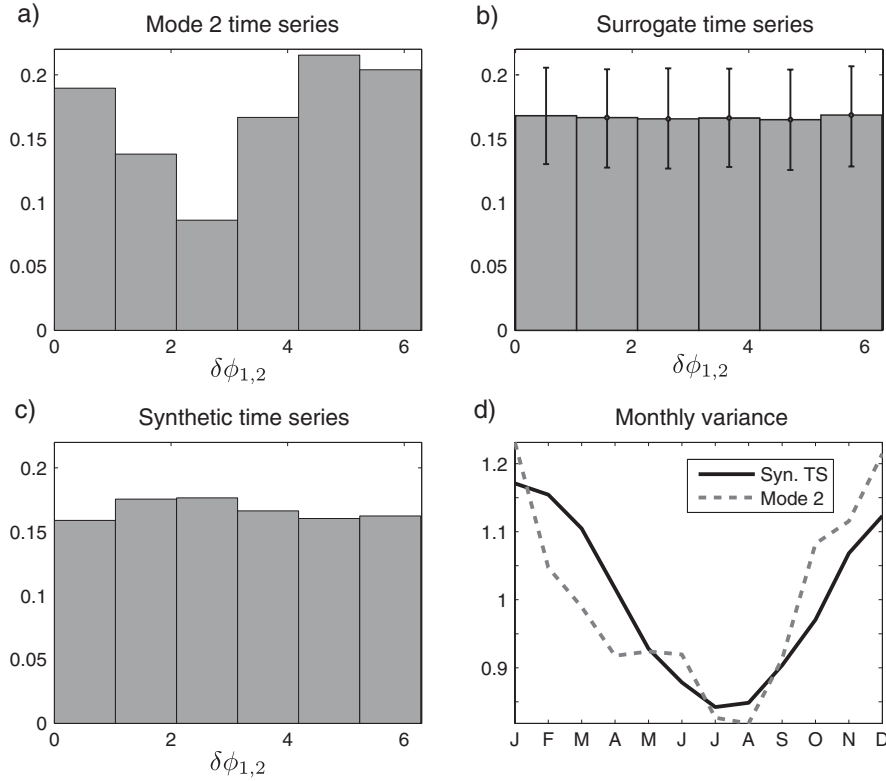 a)
Mode 2 time series
0.2
0.15
0.1
0.05
0
0 2 4 6
δϕ1,2
b)
Surrogate time series
0.2
0.15
0.1
0.05
0
0 2 4 6
δϕ1,2
c)
Synthetic time series
0.2
0.15
0.1
0.05
0
0 2 4 6
δϕ1,2
d)
Monthly variance
1.2
1.1
1
0.9
Syn. TS
Mode 2
J F M A M J J A S O N D